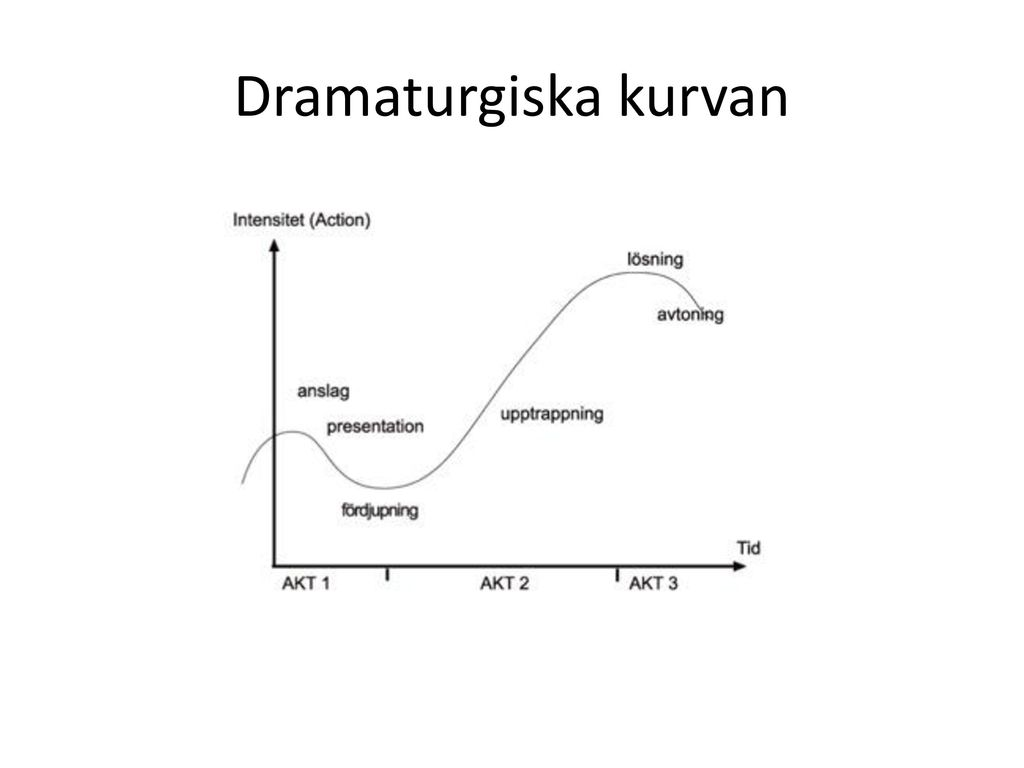 Dramaturgiska kurvan
Intensitet (Action)
lösning
avtoning
anslag
presentation
upptrappning
fördjupning
Tid
AKT 1
AKT 2
AKT 3